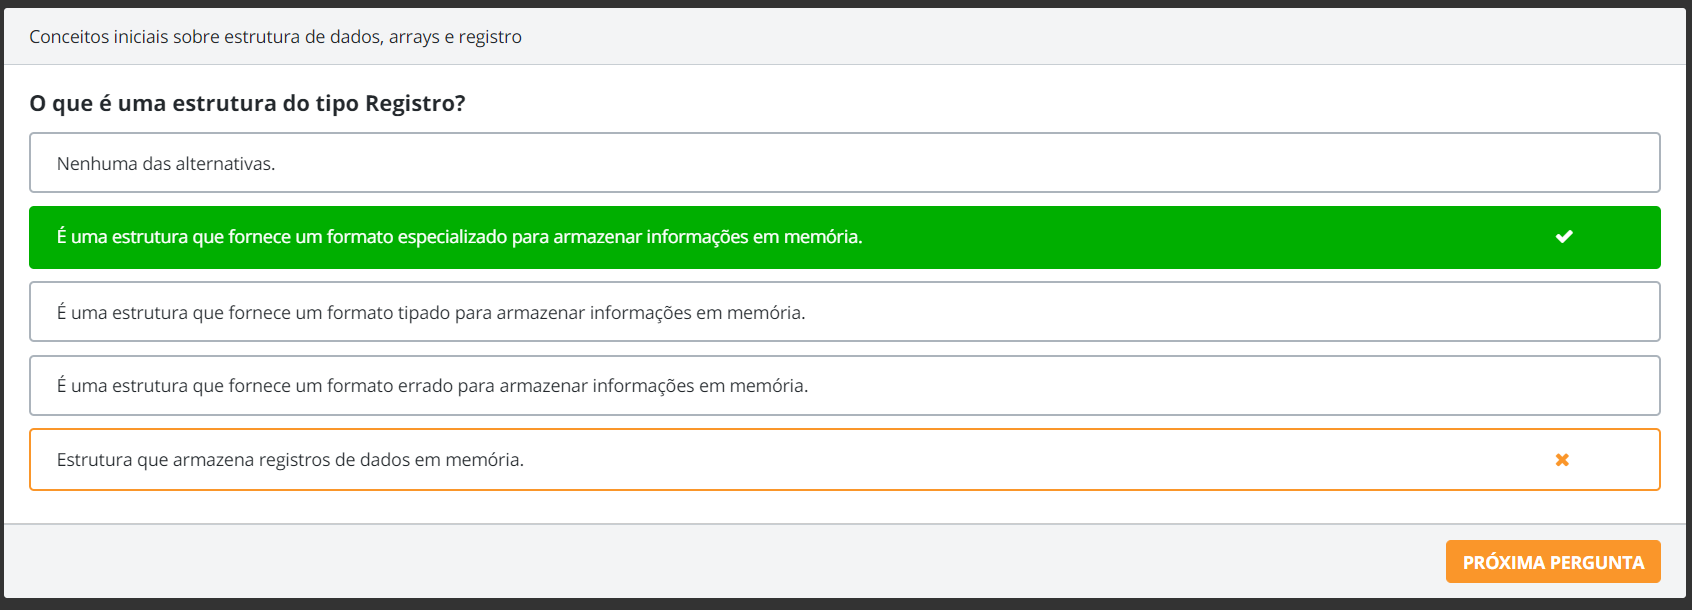 Conceitos iniciais sobre estrutura de dados, arrays e registro
O que é uma estrutura do tipo Registro?
Nenhuma das alternativas.
É uma estrutura que fornece um formato especializado para armazenar informações em memória.
É uma estrutura que fornece um formato tipado para armazenar informações em memória.
É uma estrutura que fornece um formato errado para armazenar informações em memória.
Estrutura que armazena registros de dados em memória.
PRÓXIMA PERGUNTA